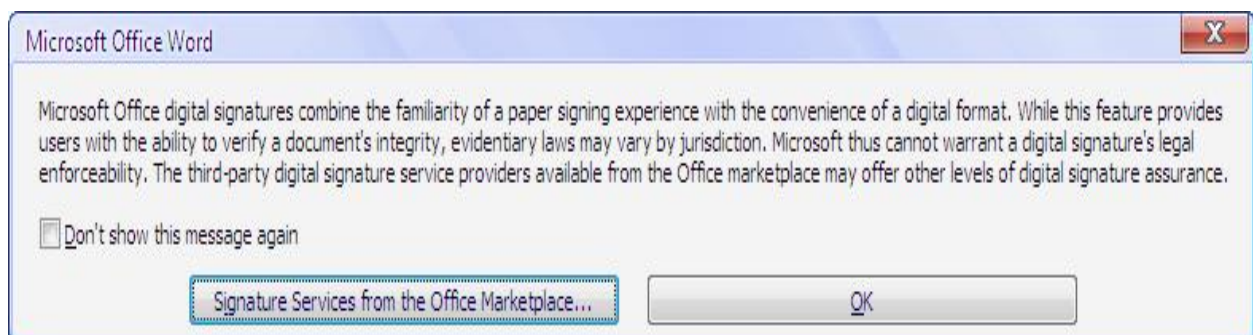 Microsoft Office Word
X
Microsoft Office digital signatures combine the familiarity of a paper signing experience with the convenience of a digital format. While this feature provides
users with the ability to verify a document's integrity, evidentiary laws may vary by jurisdiction. Microsoft thus cannot warrant a digital signature's legal
enforceability. The third-party digital signature service providers available from the Office marketplace may offer other levels of digital signature assurance.
Don't show this message again
Signature Services from the Office Marketplace...
OK